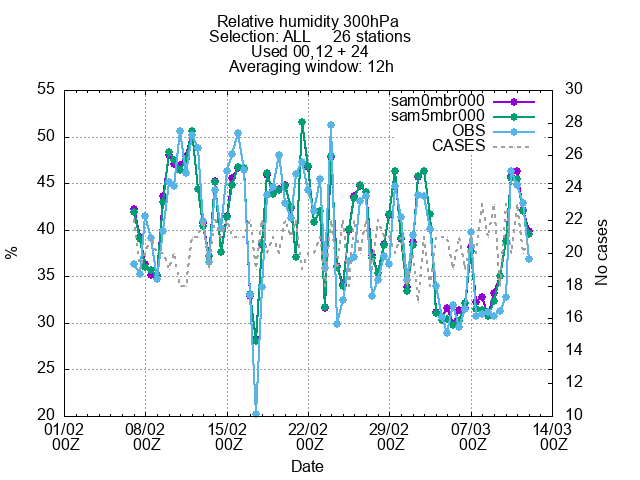 Relative humidity 300hPa
Selection: ALL 26 stations
Used 00,12 + 24
Averaging window: 12h
sam0mbr000
sam5mbr000
OBS
CASES
55
50
45
40
35
30
25
20
%
30
28
26
24
22
20
18
16
14
12
10
No cases
01/02 08/02 15/02 22/02 29/02 07/03 14/03
00Z 00Z 00Z 00Z 00Z 00Z 00Z
Date